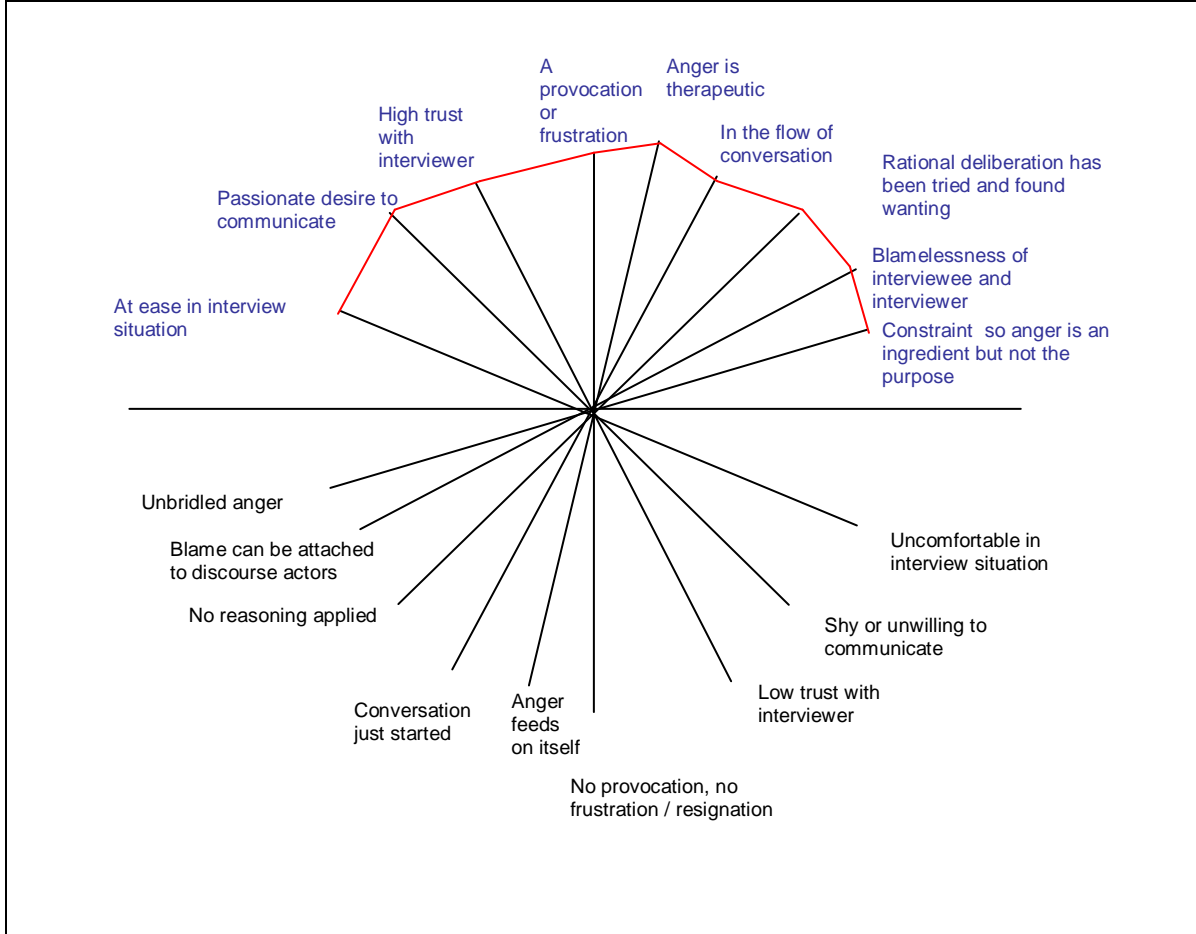 A
provocation
or
frustration
Anger is
therapeutic
High trust
with
interviewer
In the flow of
conversation
Rational deliberation has
been tried and found
wanting
Passionate desire to
communicate
Blamelessness of
interviewee and
interviewer
At ease in interview
situation
Constraint  so anger is an
ingredient but not the
purpose
Unbridled anger
Blame can be attached
to discourse actors
No reasoning applied
Conversation
just started
Anger
feeds
on itself
No provocation, no
frustration / resignation
Low trust with
interviewer
Shy or unwilling to
communicate
Uncomfortable in
interview situation